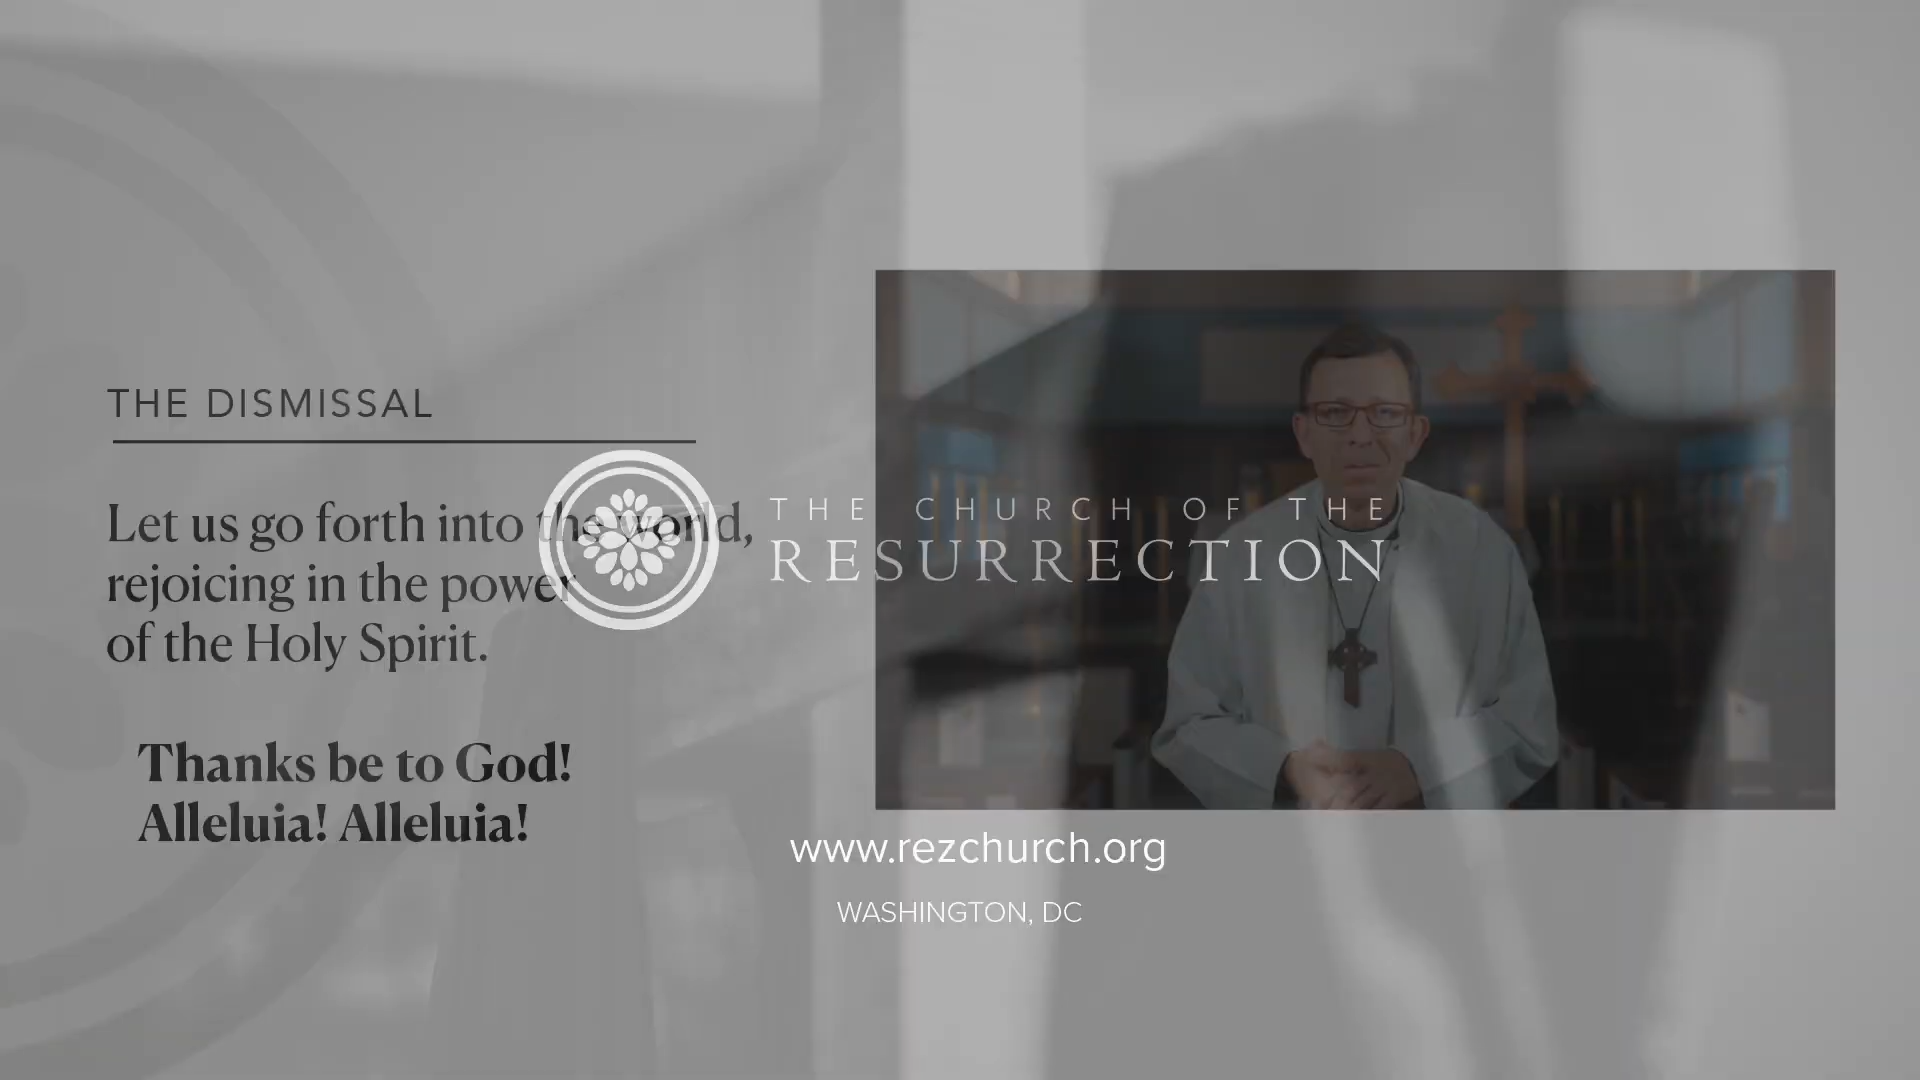 THE DISMISSAL
Let us go forth into the world,
rejoicing in the power
of the Holy Spirit.
Thanks be to God!
Alleluia! Alleluia!
THE CHURCH OF THE
RESURRECTION
www.rezchurch.org
WASHINGTON, DC